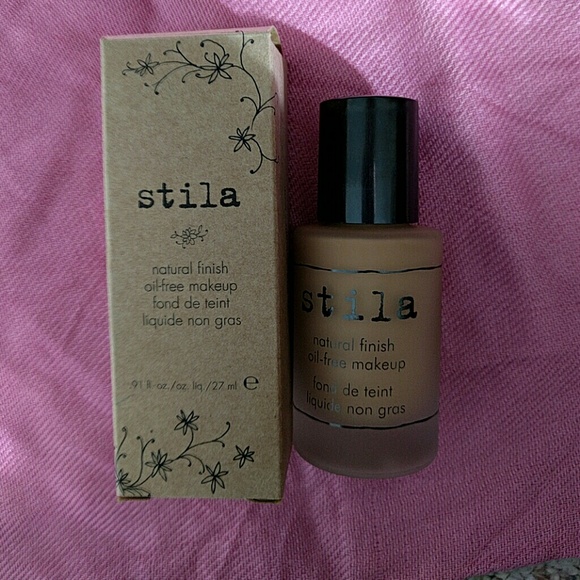 stila
natural finish
oil-free makeup
fond de teint
liquide non gras
.91 fl. oz./oz. liq./27 ml e
stila
natural finish
oil-free makeup
fond de teint
liquide non gras